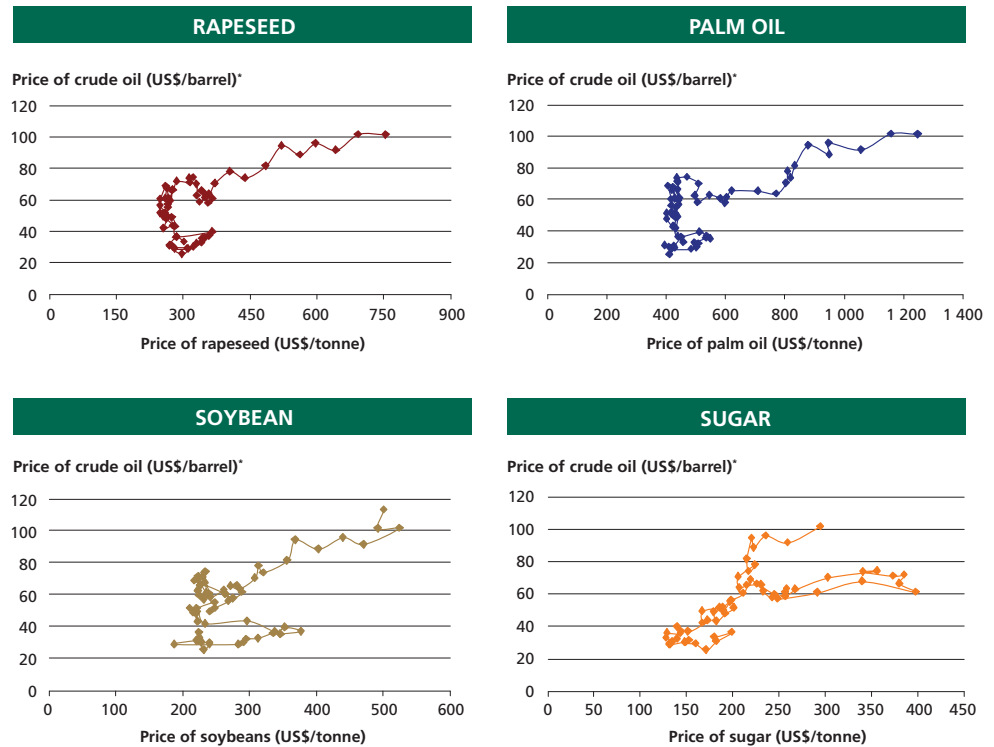 RAPESEED
Price of crude oil (US$/barrel)*
120
100
80
60
40
20
0
0 150 300 450 600 750 900
Price of rapeseed (US$/tonne)
PALM OIL
Price of crude oil (US$/barrel)*
120
100
80
60
40
20
0
0 200 400 600 800 1 000 1 200 1 400
Price of palm oil (US$/tonne)
SOYBEAN
Price of crude oil (US$/barrel)*
120
100
80
60
40
20
0
0 100 200 300 400 500 600
Price of soybeans (US$/tonne)
SUGAR
Price of crude oil (US$/barrel)*
120
100
80
60
40
20
0
0 50 100 150 200 250 300 350 400 450
Price of sugar (US$/tonne)